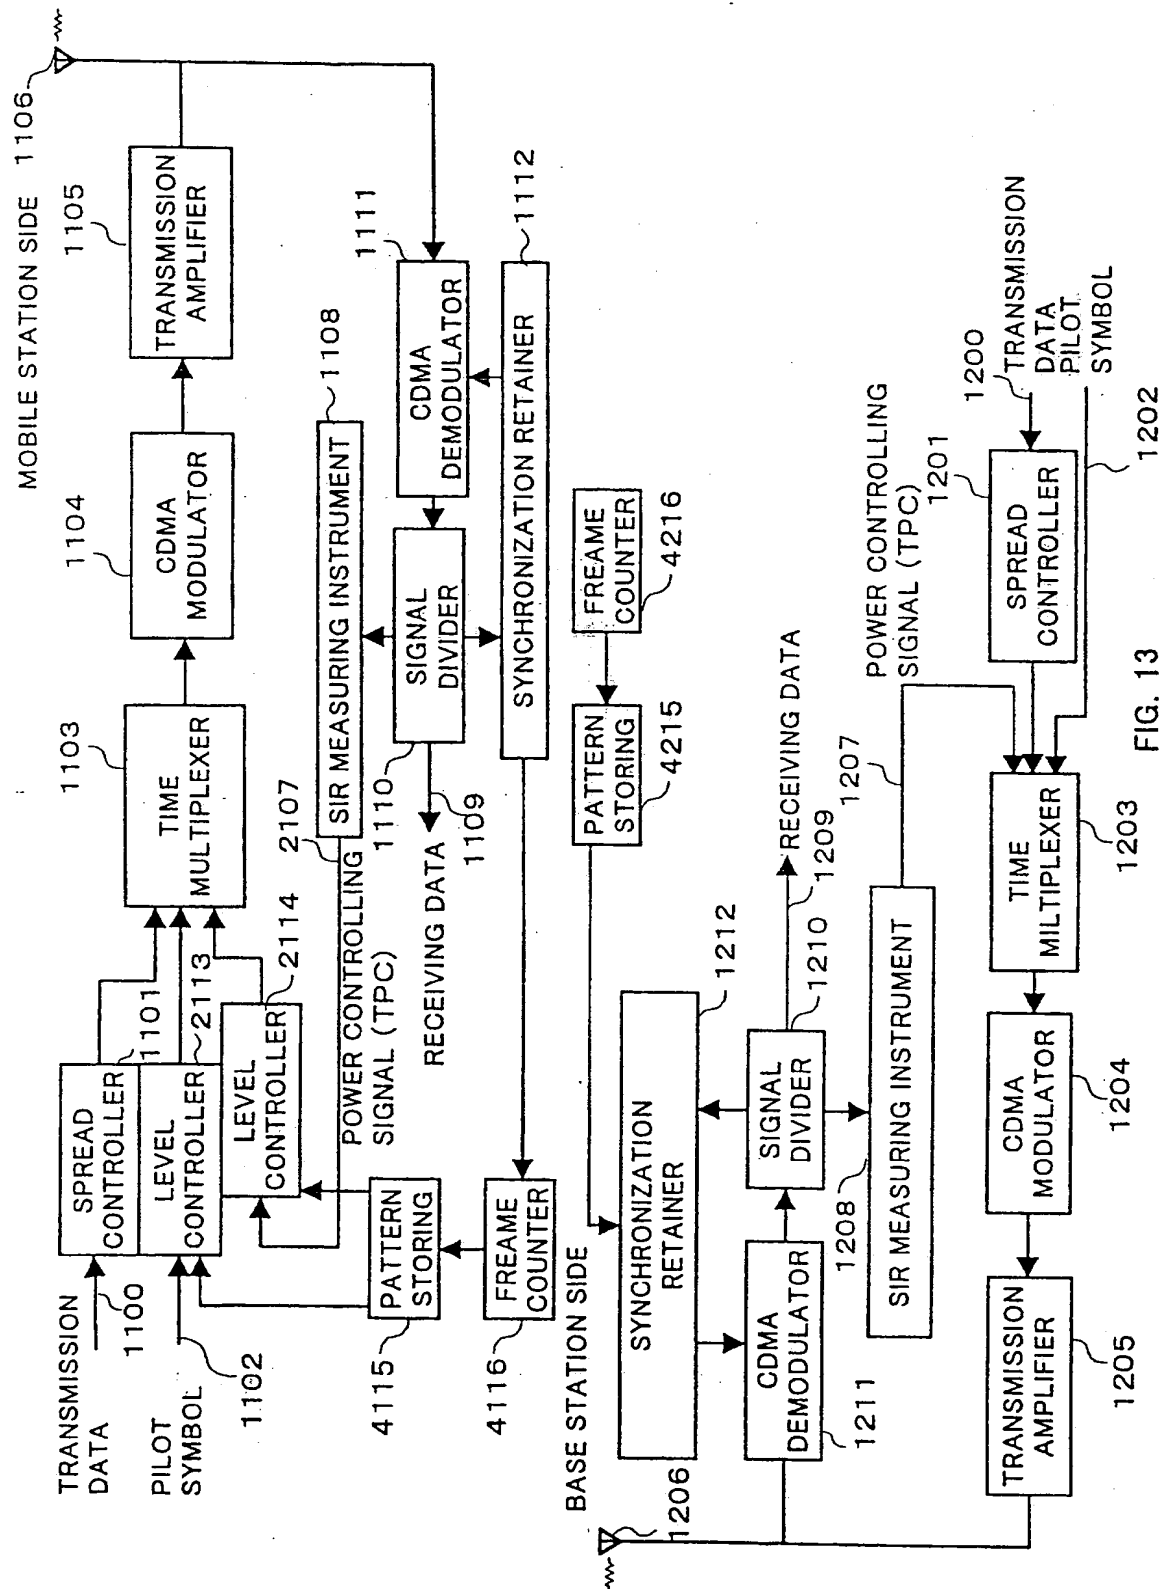 MOBILE STATION SIDE 1106
TRANSMISSION
DATA
1100
PILOT
SYMBOL
1102
SPREAD
CONTROLLER
1101
LEVEL
CONTROLLER
2113
LEVEL
CONTROLLER
2114
TIME
MULTIPLEXER
1103
CDMA
MODULATOR
1104
TRANSMISSION
AMPLIFIER
1105
SIR MEASURING INSTRUMENT
1108
2107
POWER CONTROLLING
SIGNAL (TPC)
PATTERN
STORING
4115
FREAME
COUNTER
4116
RECEIVING DATA
1109
SIGNAL
DIVIDER
1110
CDMA
DEMODULATOR
1111
SYNCHRONIZATION RETAINER
1112
BASE STATION SIDE
1206
PATTERN
STORING
4215
FREAME
COUNTER
4216
SYNCHRONIZATION
RETAINER
1212
CDMA
DEMODULATOR
1211
SIGNAL
DIVIDER
1210
RECEIVING DATA
1209
SIR MEASURING INSTRUMENT
1208
1207
POWER CONTROLLING
SIGNAL (TPC)
TRANSMISSION
AMPLIFIER
1205
CDMA
MODULATOR
1204
TIME
MILTIPLEXER
1203
SPREAD
CONTROLLER
1201
1200
TRANSMISSION
DATA
PILOT
SYMBOL
1202
FIG. 13